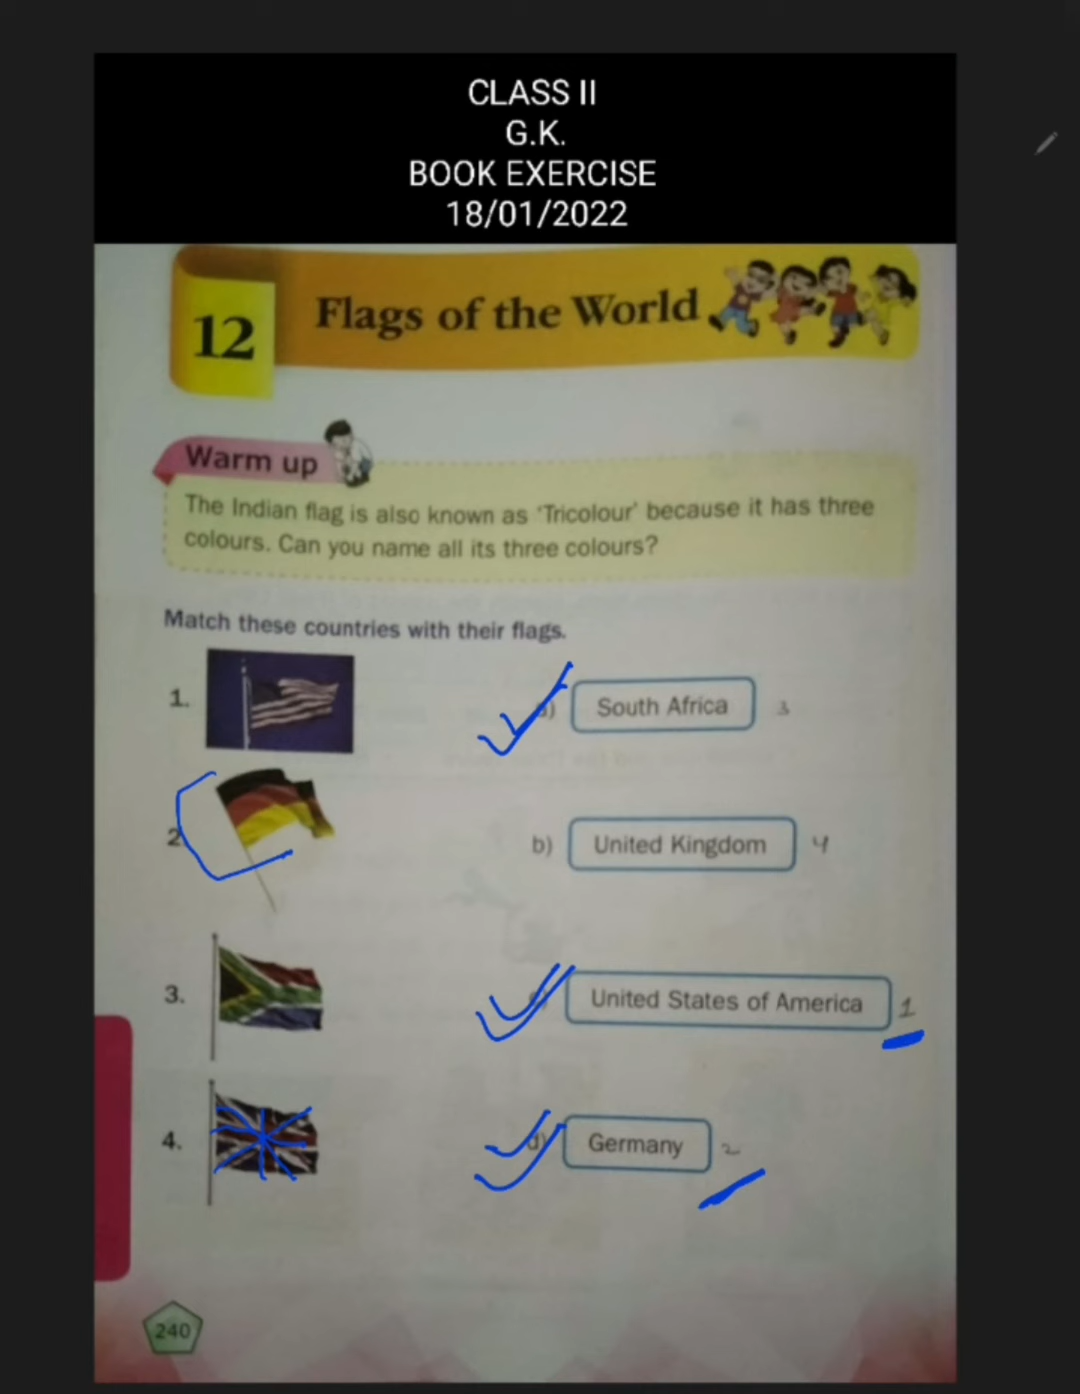 CLASS II
G.K.
BOOK EXERCISE
18/01/2022
12
Flags of the World
Warm up
The Indian flag is also known as 'Tricolour' because it has three
colours. Can you name all its three colours?
Match these countries with their flags.
1.
South Africa 3
2
b) United Kingdom 4
3.
United States of America 1
4.
d) Germany 2
240